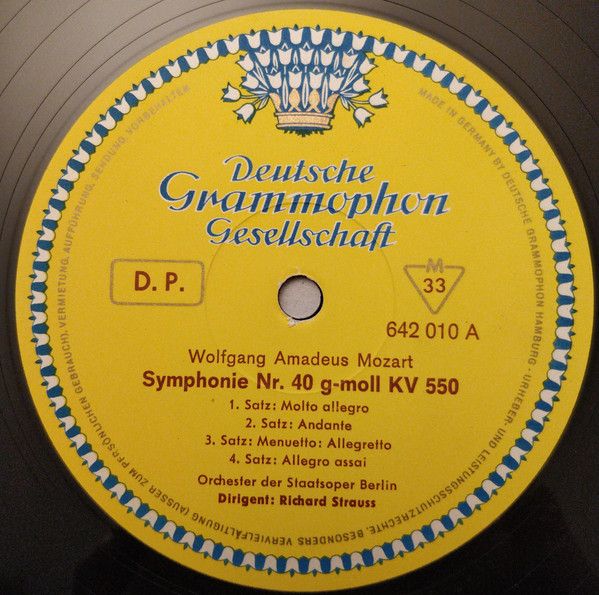 Deutsche
Grammophon
Gesellschaft
D. P.
M
33
642 010 A
Wolfgang Amadeus Mozart
Symphonie Nr. 40 g-moll KV 550
1. Satz: Molto allegro
2. Satz: Andante
3. Satz: Menuetto: Allegretto
4. Satz: Allegro assai
Orchester der Staatsoper Berlin
Dirigent: Richard Strauss
MADE IN GERMANY BY DEUTSCHE GRAMMOPHON HAMBURG · URHEBER- UND LEISTUNGSSCHUTZRECHTE, BESONDERS VERVIELFÄLTIGUNG (AUSSER ZUM PERSÖNLICHEN GEBRAUCH), VERMIETUNG, AUFFÜHRUNG, SENDUNG VORBEHALTEN